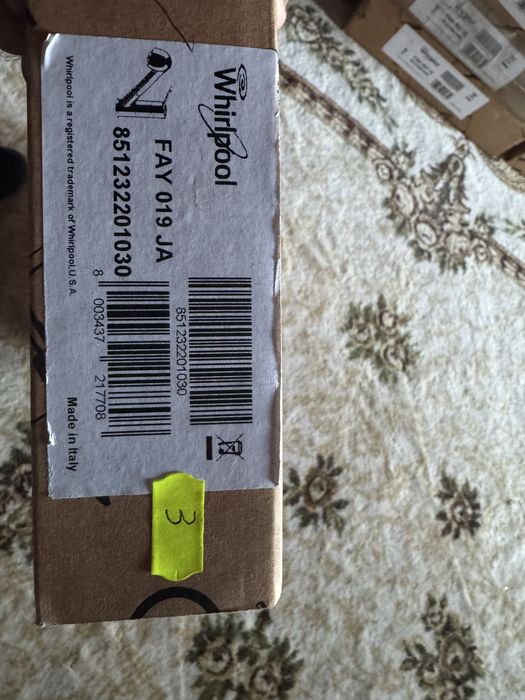 Whirlpool
FAY 019 JA
851232201030
851232201030
8 003437 217708
Whirlpool is a registered trademark of Whirlpool,U.S.A.
Made in Italy
3